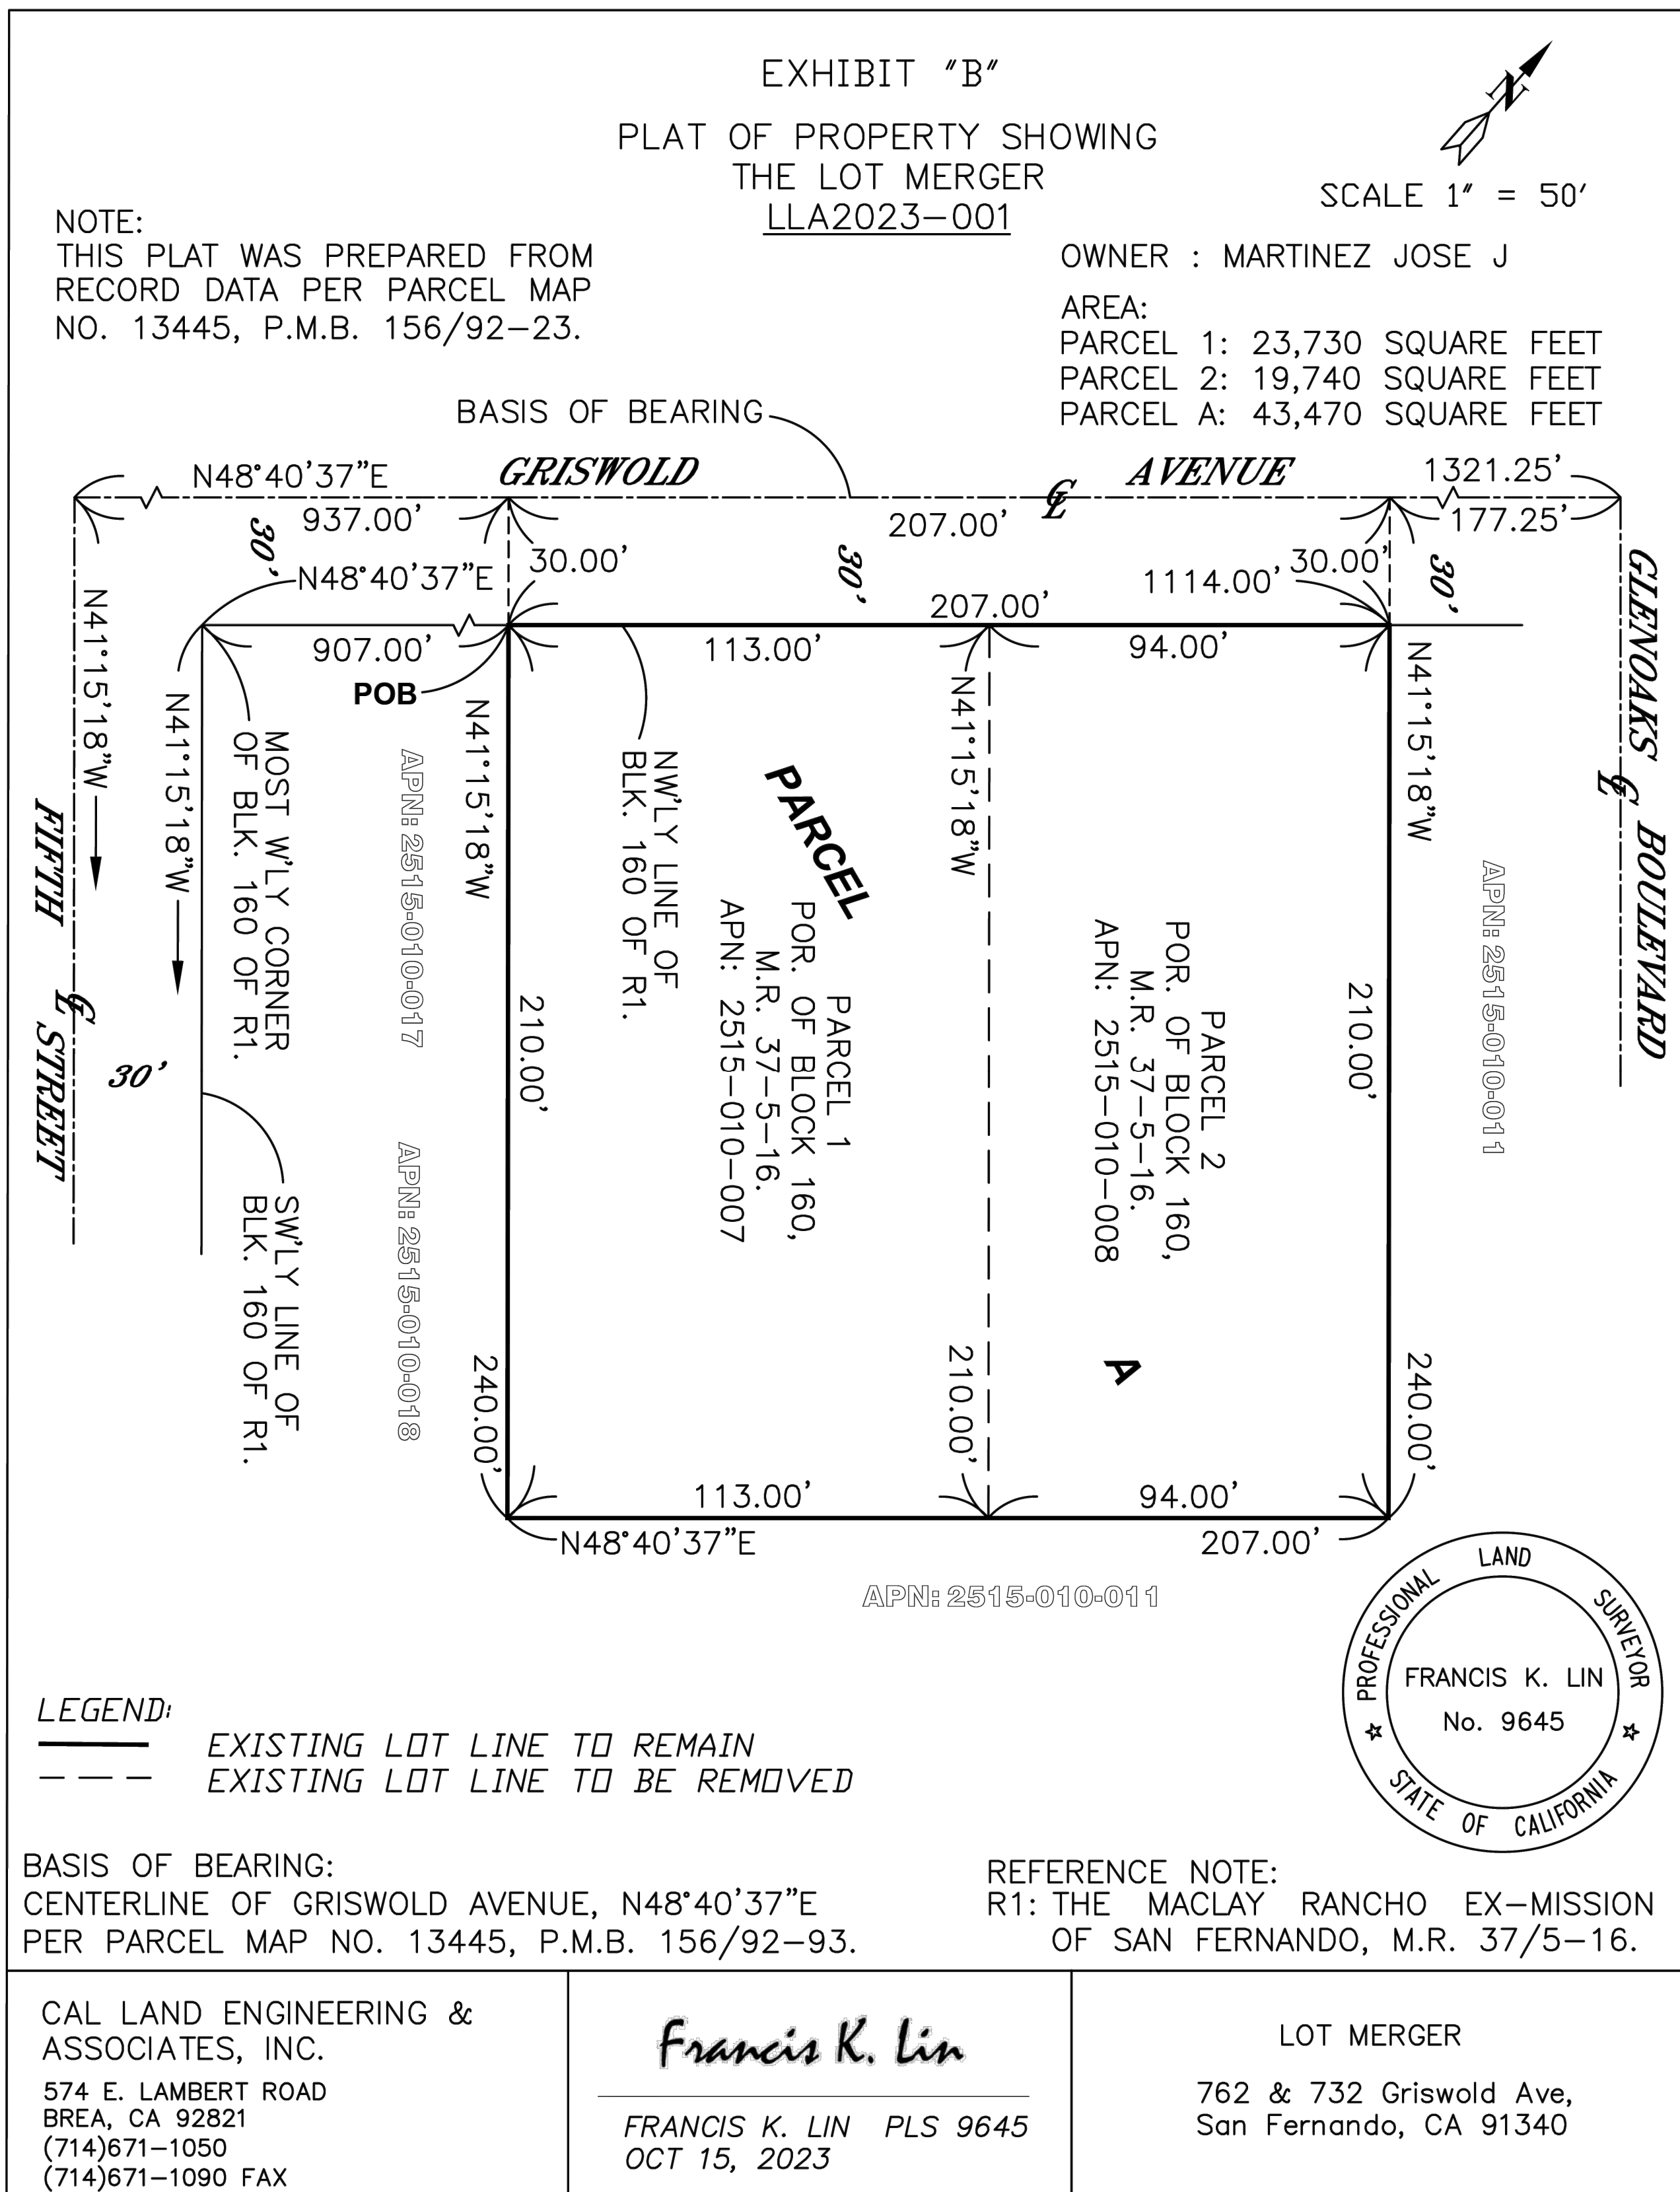 EXHIBIT "B"
PLAT OF PROPERTY SHOWING
THE LOT MERGER
LLA2023-001
N
SCALE 1" = 50'
NOTE:
THIS PLAT WAS PREPARED FROM
RECORD DATA PER PARCEL MAP
NO. 13445, P.M.B. 156/92-23.
OWNER : MARTINEZ JOSE J
AREA:
PARCEL 1: 23,730 SQUARE FEET
PARCEL 2: 19,740 SQUARE FEET
PARCEL A: 43,470 SQUARE FEET
BASIS OF BEARING
N48°40'37"E
GRISWOLD
AVENUE
1321.25'
937.00'
207.00'
CL
177.25'
30'
30.00'
30'
30.00'
30'
N48°40'37"E
1114.00'
207.00'
907.00'
113.00'
94.00'
POB
N41°15'18"W
N41°15'18"W
N41°15'18"W
N41°15'18"W
N41°15'18"W
FIFTH CL STREET
30'
GLENOAKS CL BOULEVARD
MOST W'LY CORNER
OF BLK. 160 OF R1.
SW'LY LINE OF
BLK. 160 OF R1.
APN: 2515-010-017
APN: 2515-010-018
NW'LY LINE OF
BLK. 160 OF R1.
PARCEL
A
PARCEL 1
POR. OF BLOCK 160,
M.R. 37-5-16.
APN: 2515-010-007
PARCEL 2
POR. OF BLOCK 160,
M.R. 37-5-16.
APN: 2515-010-008
APN: 2515-010-011
210.00'
210.00'
240.00'
210.00'
240.00'
113.00'
94.00'
N48°40'37"E
207.00'
APN: 2515-010-011
PROFESSIONAL LAND SURVEYOR
FRANCIS K. LIN
No. 9645
STATE OF CALIFORNIA
LEGEND:
EXISTING LOT LINE TO REMAIN
EXISTING LOT LINE TO BE REMOVED
BASIS OF BEARING:
CENTERLINE OF GRISWOLD AVENUE, N48°40'37"E
PER PARCEL MAP NO. 13445, P.M.B. 156/92-93.
REFERENCE NOTE:
R1: THE MACLAY RANCHO EX-MISSION
OF SAN FERNANDO, M.R. 37/5-16.
CAL LAND ENGINEERING &
ASSOCIATES, INC.
574 E. LAMBERT ROAD
BREA, CA 92821
(714)671-1050
(714)671-1090 FAX
Francis K. Lin
FRANCIS K. LIN PLS 9645
OCT 15, 2023
LOT MERGER
762 & 732 Griswold Ave,
San Fernando, CA 91340